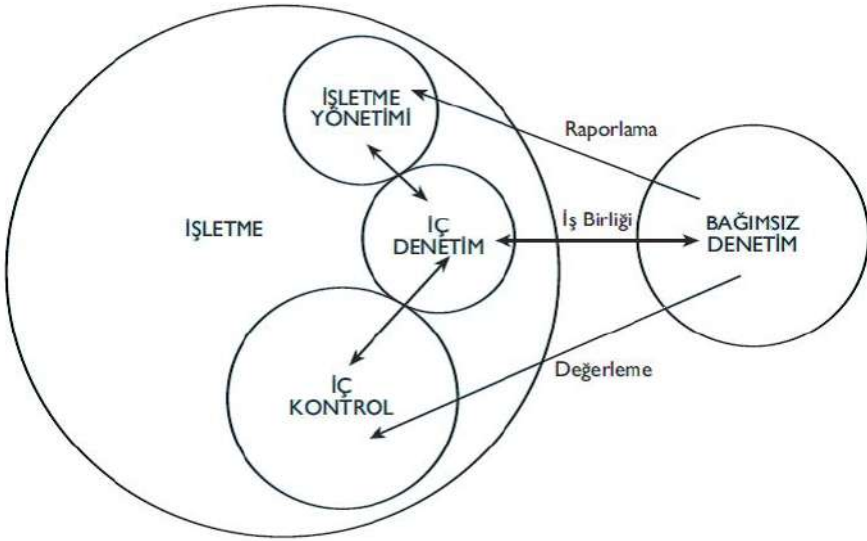 İŞLETME
YÖNETİMİ
Raporlama
İŞLETME
İÇ
DENETİM
İş Birliği
BAĞIMSIZ
DENETİM
Değerleme
İÇ
KONTROL